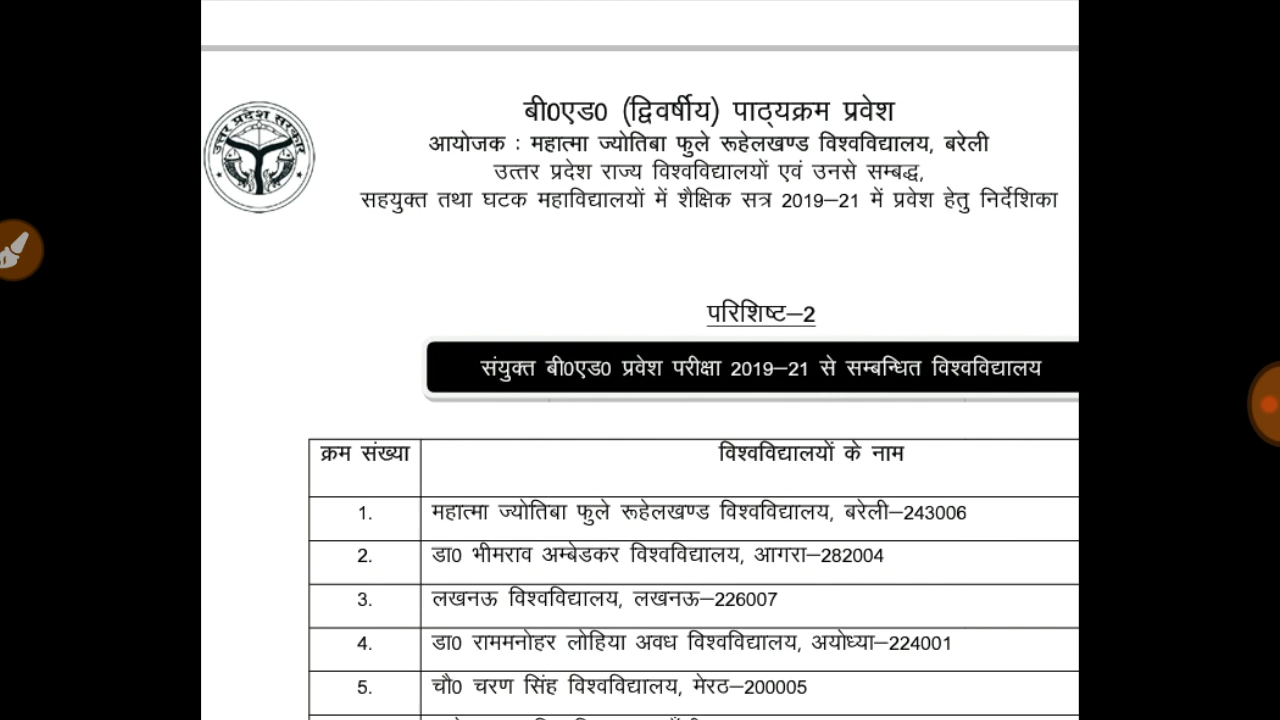 उत्तर प्रदेश सरकार
बी0एड0 (द्विवर्षीय) पाठ्यक्रम प्रवेश
आयोजक : महात्मा ज्योतिबा फुले रूहेलखण्ड विश्वविद्यालय, बरेली
उत्तर प्रदेश राज्य विश्वविद्यालयों एवं उनसे सम्बद्ध,
सहयुक्त तथा घटक महाविद्यालयों में शैक्षिक सत्र 2019–21 में प्रवेश हेतु निर्देशिका
परिशिष्ट–2
संयुक्त बी0एड0 प्रवेश परीक्षा 2019–21 से सम्बन्धित विश्वविद्यालय
क्रम संख्या विश्वविद्यालयों के नाम
1. महात्मा ज्योतिबा फुले रूहेलखण्ड विश्वविद्यालय, बरेली–243006
2. डा0 भीमराव अम्बेडकर विश्वविद्यालय, आगरा–282004
3. लखनऊ विश्वविद्यालय, लखनऊ–226007
4. डा0 राममनोहर लोहिया अवध विश्वविद्यालय, अयोध्या–224001
5. चौ0 चरण सिंह विश्वविद्यालय, मेरठ–200005